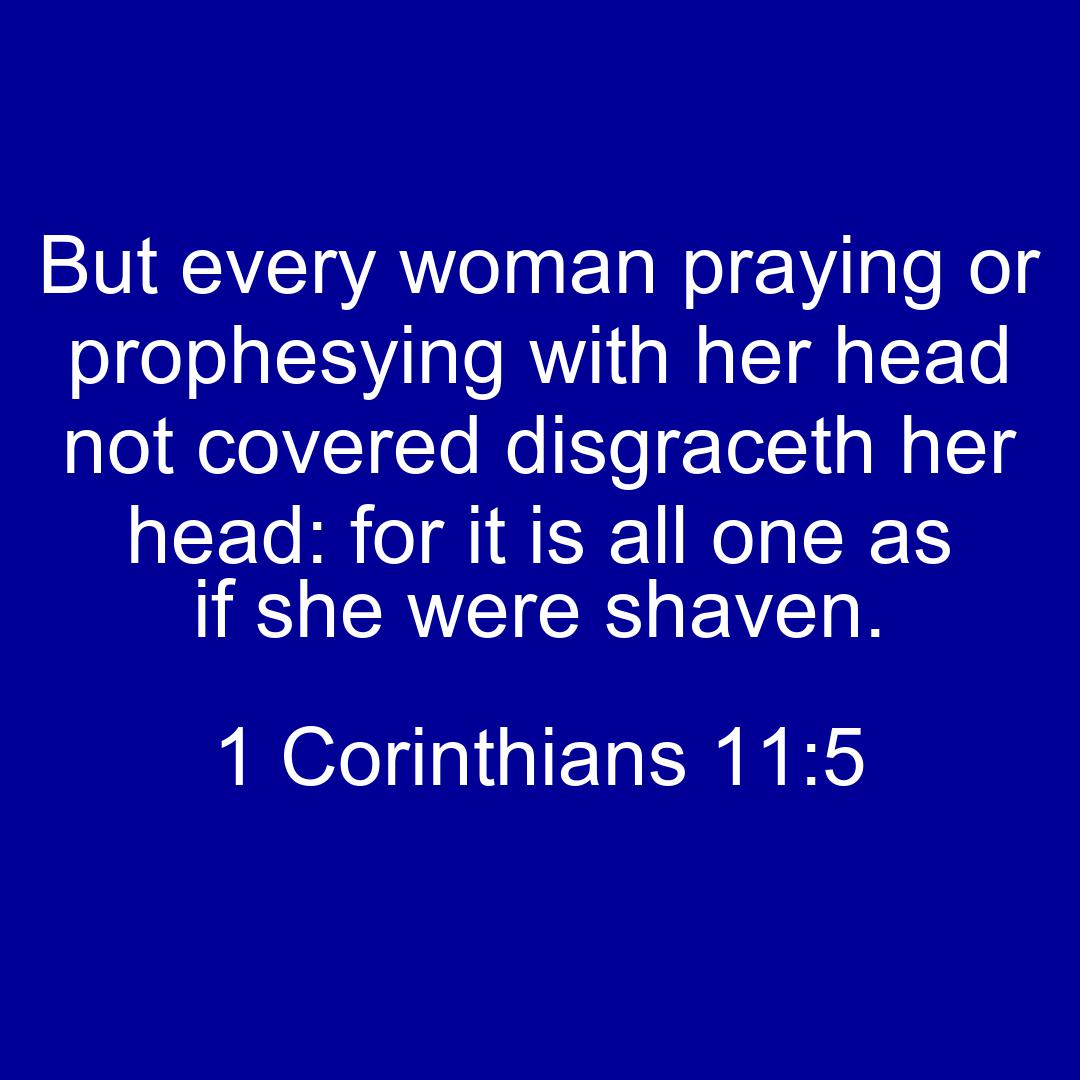 But every woman praying or
prophesying with her head
not covered disgraceth her
head: for it is all one as
if she were shaven.
1 Corinthians 11:5